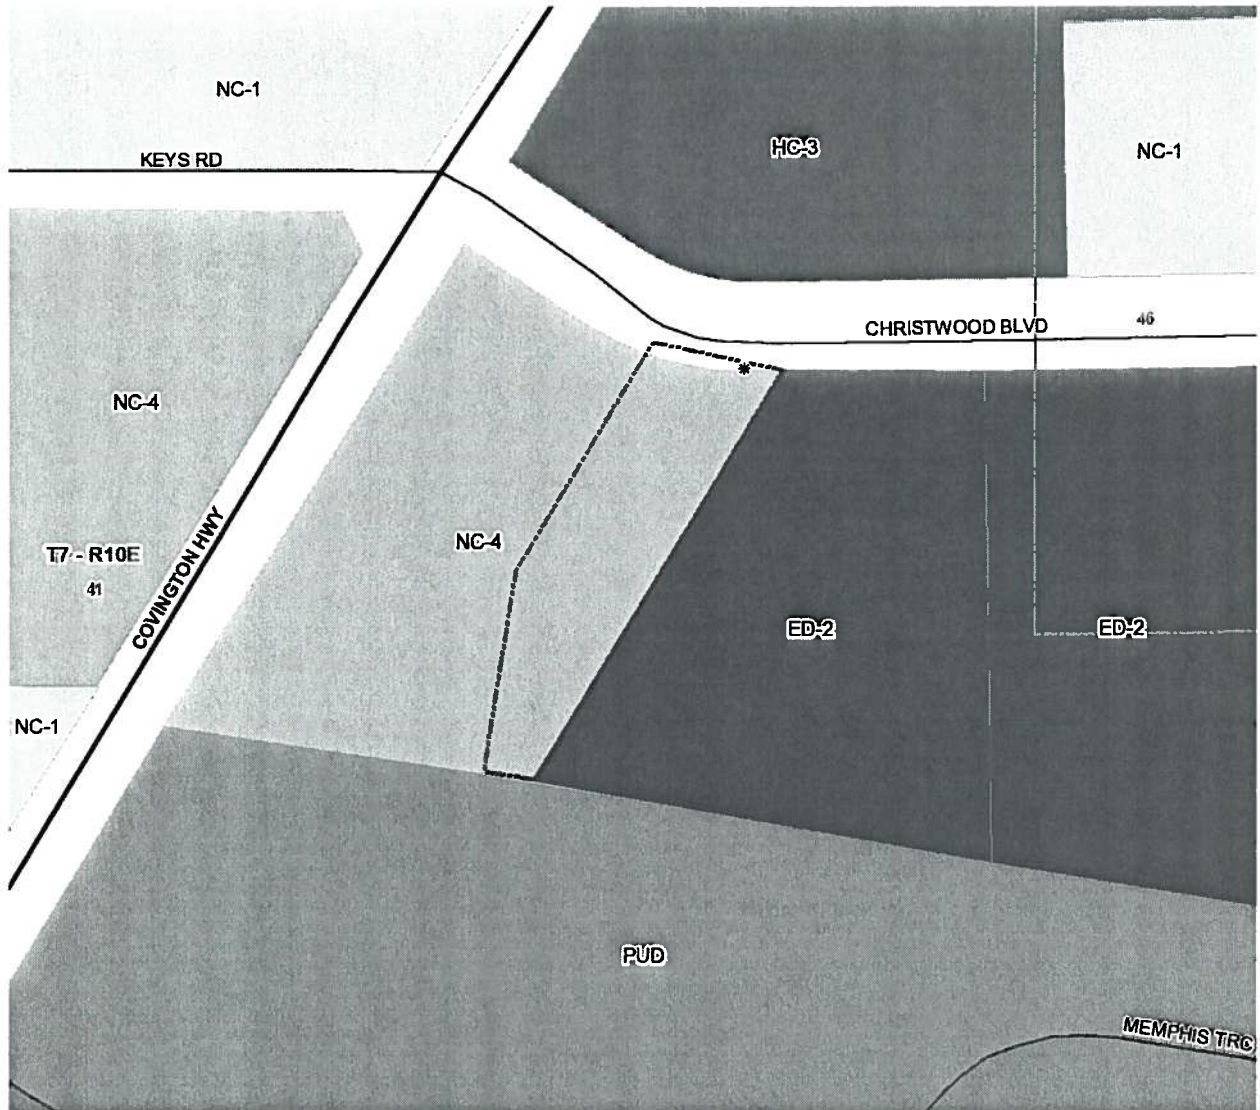 NC-1
KEYS RD
HC-3
NC-1
CHRISTWOOD BLVD
46
NC-4
NC-4
T7 - R10E
41
COVINGTON HWY
ED-2
ED-2
NC-1
PUD
MEMPHIS TRC